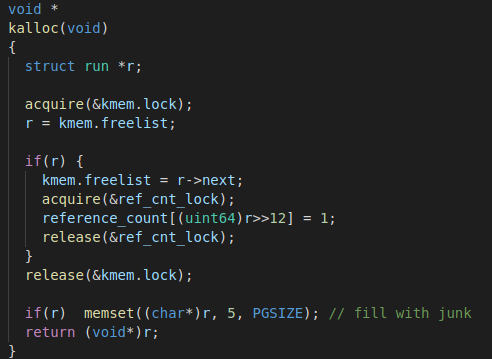 void *
kalloc(void)
{
  struct run *r;

  acquire(&kmem.lock);
  r = kmem.freelist;

  if(r) {
    kmem.freelist = r->next;
    acquire(&ref_cnt_lock);
    reference_count[(uint64)r>>12] = 1;
    release(&ref_cnt_lock);
  }
  release(&kmem.lock);

  if(r)  memset((char*)r, 5, PGSIZE); // fill with junk
  return (void*)r;
}